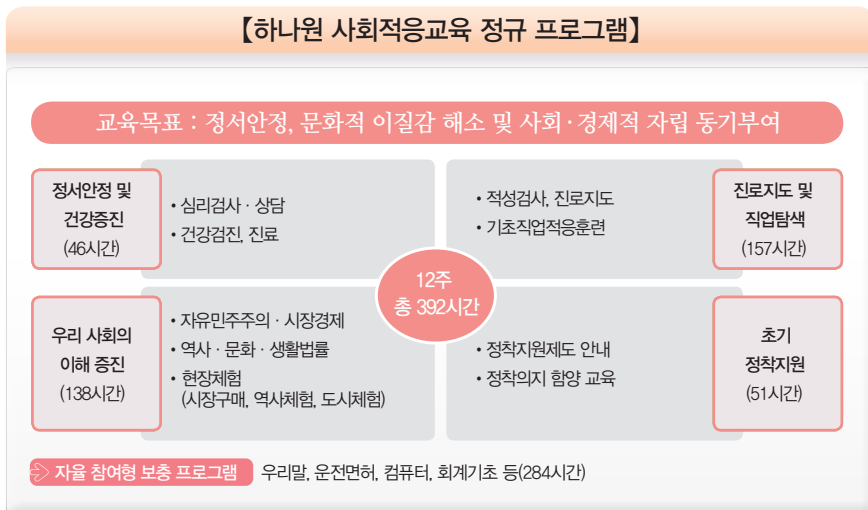 【하나원 사회적응교육 정규 프로그램】
교육목표 : 정서안정, 문화적 이질감 해소 및 사회·경제적 자립 동기부여
정서안정 및
건강증진
(46시간)
• 심리검사 · 상담
• 건강검진, 진료
• 적성검사, 진로지도
• 기초직업적응훈련
진로지도 및
직업탐색
(157시간)
12주
총 392시간
우리 사회의
이해 증진
(138시간)
• 자유민주주의 · 시장경제
• 역사 · 문화 · 생활법률
• 현장체험
(시장구매, 역사체험, 도시체험)
• 정착지원제도 안내
• 정착의지 함양 교육
초기
정착지원
(51시간)
자율 참여형 보충 프로그램 우리말, 운전면허, 컴퓨터, 회계기초 등(284시간)